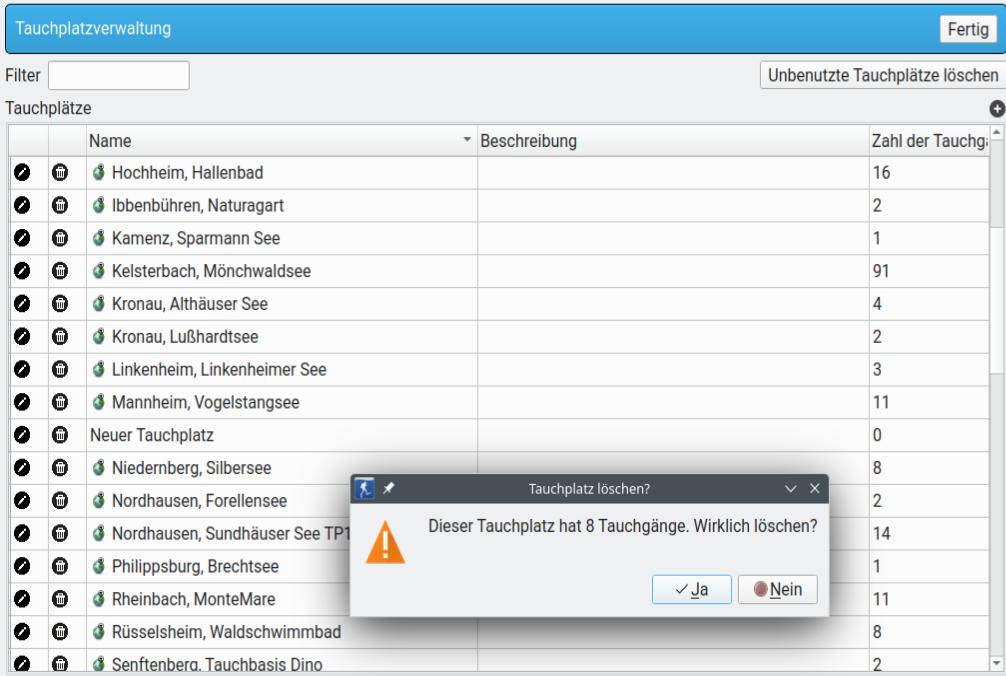 Tauchplatzverwaltung Fertig
Filter Unbenutzte Tauchplätze löschen
Tauchplätze
Name Beschreibung Zahl der Tauchgä
Hochheim, Hallenbad 16
Ibbenbühren, Naturagart 2
Kamenz, Sparmann See 1
Kelsterbach, Mönchwaldsee 91
Kronau, Althäuser See 4
Kronau, Lußhardtsee 2
Linkenheim, Linkenheimer See 3
Mannheim, Vogelstangsee 11
Neuer Tauchplatz 0
Niedernberg, Silbersee 8
Nordhausen, Forellensee 2
Nordhausen, Sundhäuser See TP1 14
Philippsburg, Brechtsee 1
Rheinbach, MonteMare 11
Rüsselsheim, Waldschwimmbad 8
Senftenberg, Tauchbasis Dino 2
Tauchplatz löschen?
Dieser Tauchplatz hat 8 Tauchgänge. Wirklich löschen?
Ja Nein